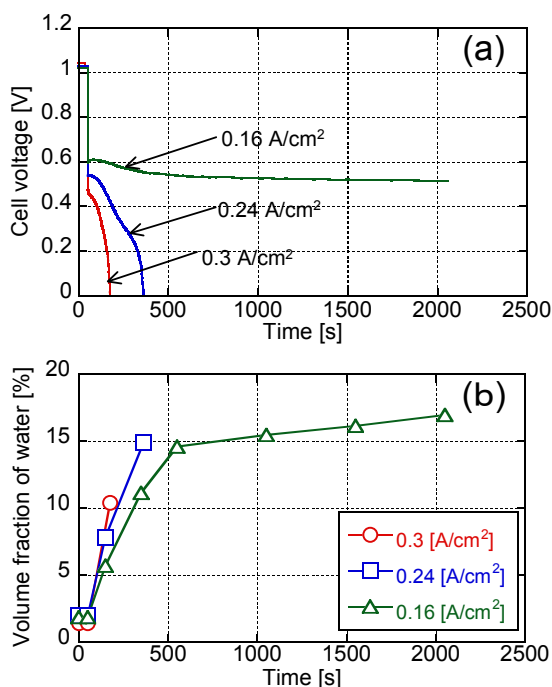 (a)
Cell voltage [V]
1.2
1
0.8
0.6
0.4
0.2
0
0.16 A/cm²
0.24 A/cm²
0.3 A/cm²
0 500 1000 1500 2000 2500
Time [s]
(b)
Volume fraction of water [%]
20
15
10
5
0
0.3 [A/cm²]
0.24 [A/cm²]
0.16 [A/cm²]
0 500 1000 1500 2000 2500
Time [s]